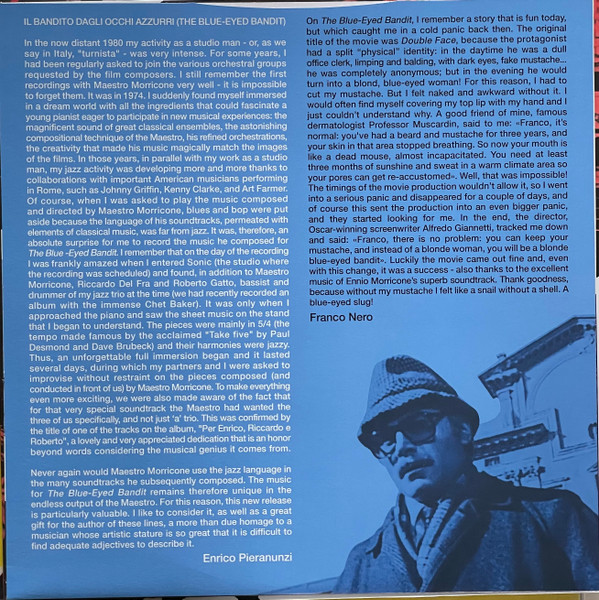 IL BANDITO DAGLI OCCHI AZZURRI (THE BLUE-EYED BANDIT)
In the now distant 1980 my activity as a studio man - or, as we
say in Italy, "turnista" - was very intense. For some years, I
had been regularly asked to join the various orchestral groups
requested by the film composers. I still remember the first
recordings with Maestro Morricone very well - it is impossible
to forget them. It was in 1974. I suddenly found myself immersed
in a dream world with all the ingredients that could fascinate a
young pianist eager to participate in new musical experiences: the
magnificent sound of great classical ensembles, the astonishing
compositional technique of the Maestro, his refined orchestrations,
the creativity that made his music magically match the images
of the films. In those years, in parallel with my work as a studio
man, my jazz activity was developing more and more thanks to
collaborations with important American musicians performing
in Rome, such as Johnny Griffin, Kenny Clarke, and Art Farmer.
Of course, when I was asked to play the music composed
and directed by Maestro Morricone, blues and bop were put
aside because the language of his soundtracks, permeated with
elements of classical music, was far from jazz. It was, therefore, an
absolute surprise for me to record the music he composed for
The Blue-Eyed Bandit. I remember that on the day of the recording
I was frankly amazed when I entered Sonic (the studio where
the recording was scheduled) and found, in addition to Maestro
Morricone, Riccardo Del Fra and Roberto Gatto, bassist and
drummer of my jazz trio at the time (we had recently recorded an
album with the immense Chet Baker). It was only when I
approached the piano and saw the sheet music on the stand
that I began to understand. The pieces were mainly in 5/4 (the
tempo made famous by the acclaimed "Take five" by Paul
Desmond and Dave Brubeck) and their harmonies were jazzy.
Thus, an unforgettable full immersion began and it lasted
several days, during which my partners and I were asked to
improvise without restraint on the pieces composed (and
conducted in front of us) by Maestro Morricone. To make everything
even more exciting, we were also made aware of the fact that
for that very special soundtrack the Maestro had wanted the
three of us specifically, and not just 'a' trio. This was confirmed by
the title of one of the tracks on the album, "Per Enrico, Riccardo e
Roberto", a lovely and very appreciated dedication that is an honor
beyond words considering the musical genius it comes from.
Never again would Maestro Morricone use the jazz language in
the many soundtracks he subsequently composed. The music
for The Blue-Eyed Bandit remains therefore unique in the
endless output of the Maestro. For this reason, this new release
is particularly valuable. I like to consider it, as well as a great
gift for the author of these lines, a more than due homage to a
musician whose artistic stature is so great that it is difficult to
find adequate adjectives to describe it.
Enrico Pieranunzi
On The Blue-Eyed Bandit, I remember a story that is fun today,
but which caught me in a cold panic back then. The original
title of the movie was Double Face, because the protagonist
had a split "physical" identity: in the daytime he was a dull
office clerk, limping and balding, with dark eyes, fake mustache...
he was completely anonymous; but in the evening he would
turn into a blond, blue-eyed woman! For this reason, I had to
cut my mustache. But I felt naked and awkward without it. I
would often find myself covering my top lip with my hand and I
just couldn't understand why. A good friend of mine, famous
dermatologist Professor Muscardin, said to me: «Franco, it's
normal: you've had a beard and mustache for three years, and
your skin in that area stopped breathing. So now your mouth is
like a dead mouse, almost incapacitated. You need at least
three months of sunshine and sweat in a warm climate area so
your pores can get re-accustomed». Well, that was impossible!
The timings of the movie production wouldn't allow it, so I went
into a serious panic and disappeared for a couple of days, and
of course this sent the production into an even bigger panic,
and they started looking for me. In the end, the director,
Oscar-winning screenwriter Alfredo Giannetti, tracked me down
and said: «Franco, there is no problem: you can keep your
mustache, and instead of a blonde woman, you will be a blonde
blue-eyed bandit». Luckily the movie came out fine and, even
with this change, it was a success - also thanks to the excellent
music of Ennio Morricone's superb soundtrack. Thank goodness,
because without my mustache I felt like a snail without a shell. A
blue-eyed slug!
Franco Nero